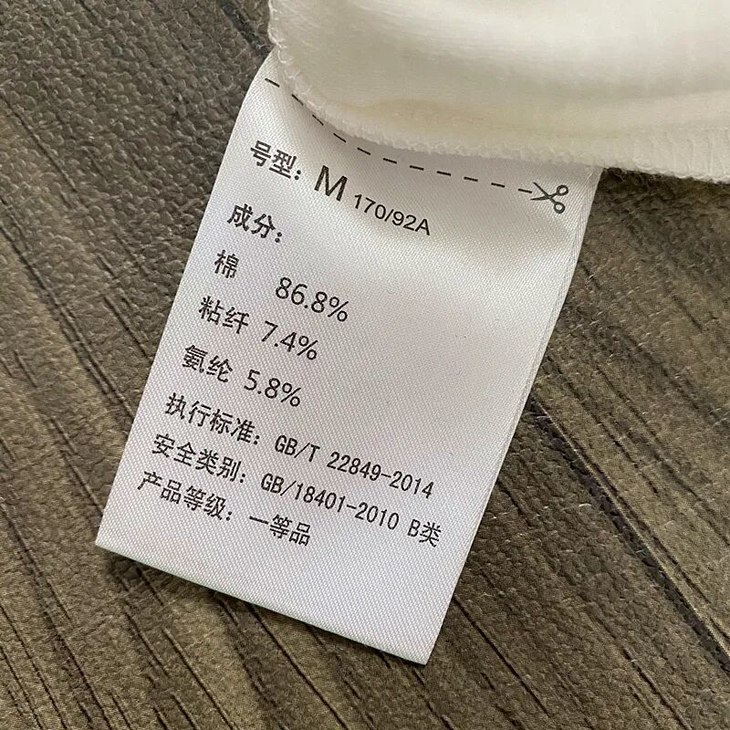 号型：M 170/92A
成分：
棉 86.8%
粘纤 7.4%
氨纶 5.8%
执行标准：GB/T 22849-2014
安全类别：GB/18401-2010 B类
产品等级：一等品